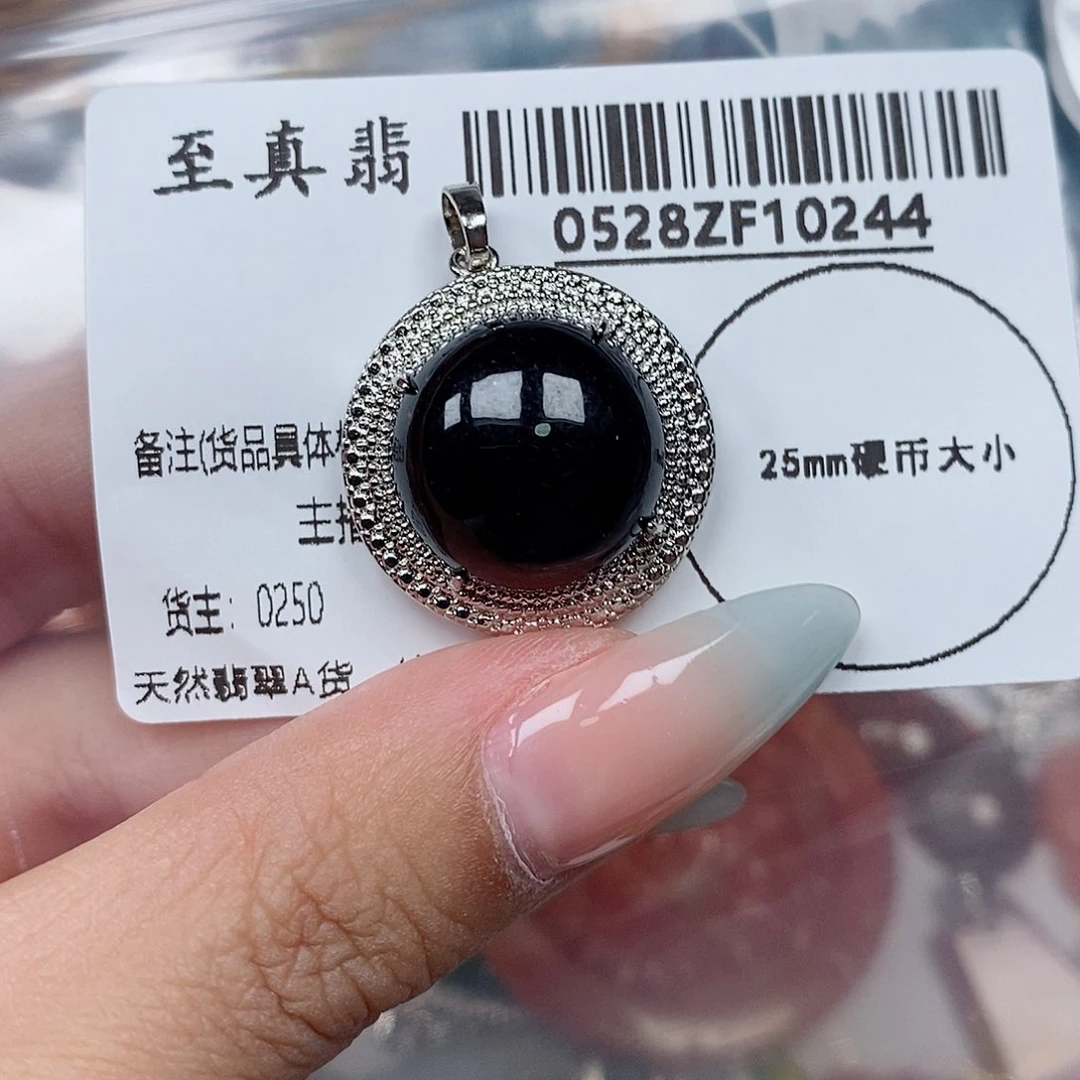 至真翡
0528ZF10244
25mm硬币大小
备注(货品具体
主
货主: 0250
天然翡翠A货